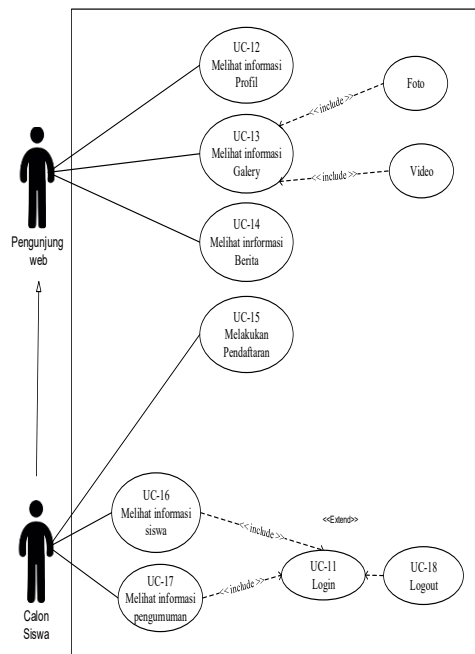 UC-12
Melihat informasi
Profil
UC-13
Melihat informasi
Galery
<< include >>
Foto
<< include >>
Video
Pengunjung
web
UC-14
Melihat inrformasi
Berita
UC-15
Melakukan
Pendaftaran
UC-16
Melihat informasi
siswa
<< include >>
<<Extend>>
UC-17
Melihat informasi
pengumuman
<< include >>
UC-11
Login
UC-18
Logout
Calon
Siswa